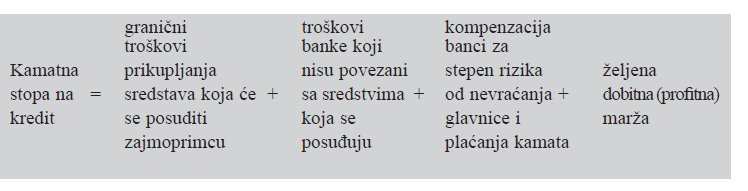 granični troškovi kompenzacija
troškovi banke koji banci za
Kamatna prikupljanja nisu povezani stepen rizika željena
stopa na = sredstava koja će + sa sredstvima + od nevraćanja + dobitna (profitna)
kredit se posuditi koja se glavnice i marža
zajmoprimcu posuđuju plaćanja kamata